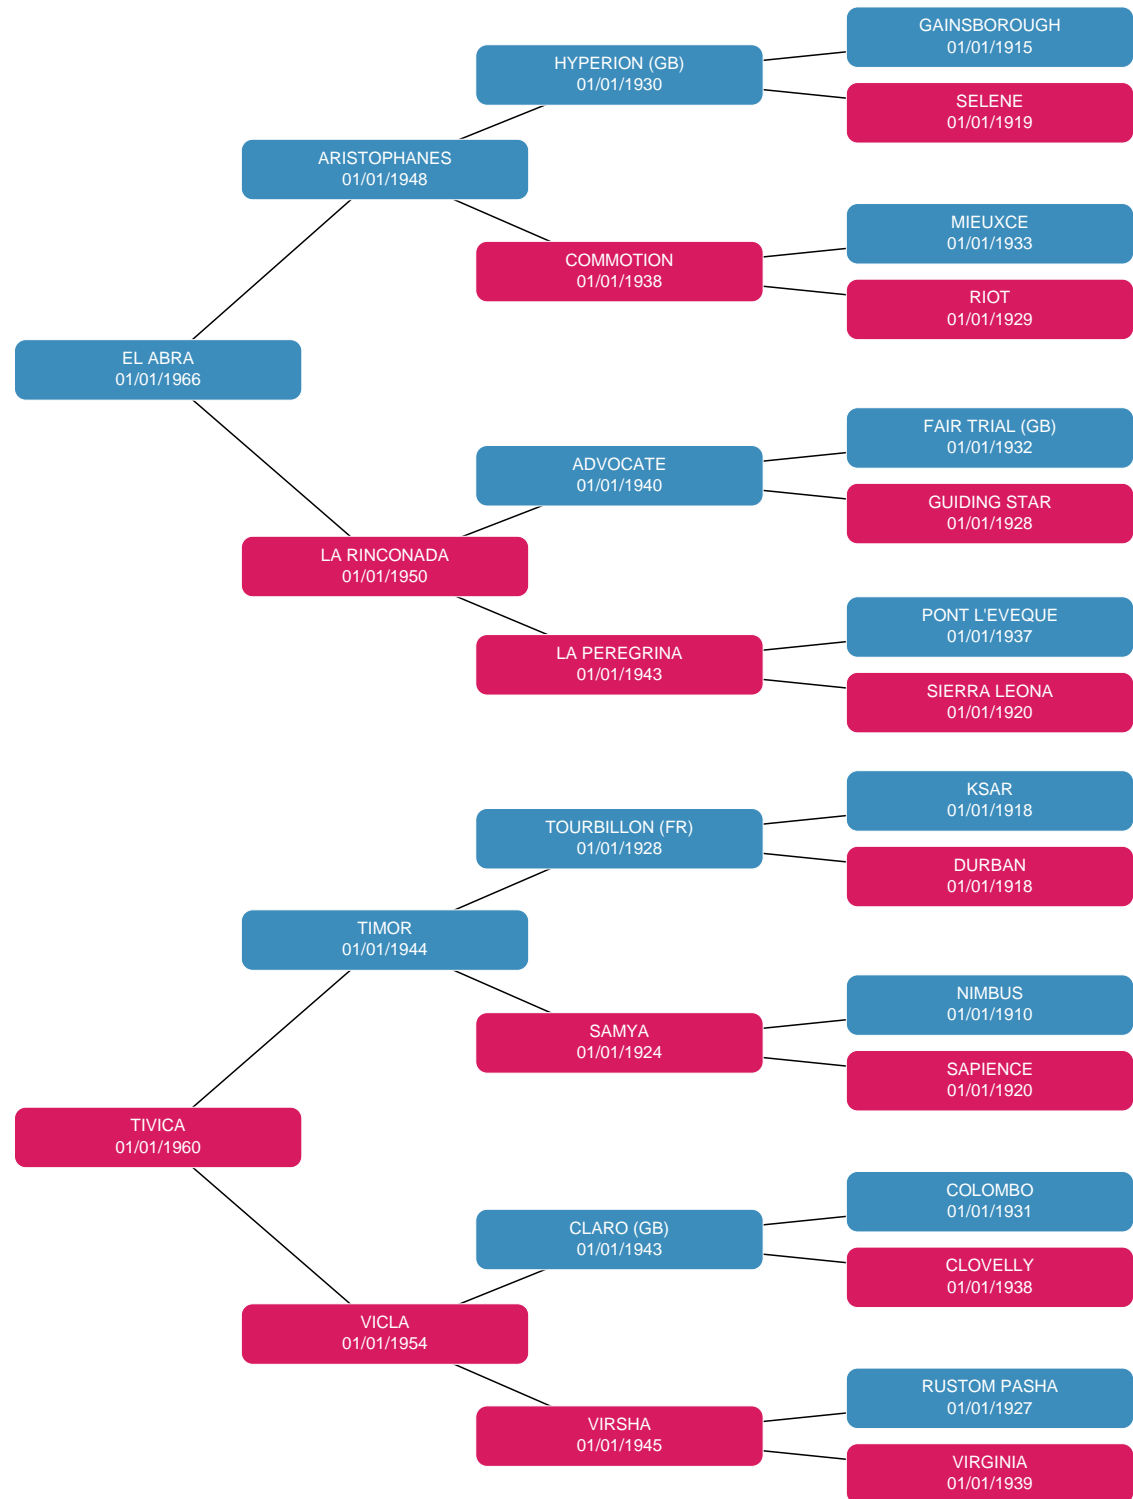 GAINSBOROUGH
01/01/1915
HYPERION (GB)
01/01/1930
SELENE
01/01/1919
ARISTOPHANES
01/01/1948
MIEUXCE
01/01/1933
COMMOTION
01/01/1938
RIOT
01/01/1929
EL ABRA
01/01/1966
FAIR TRIAL (GB)
01/01/1932
ADVOCATE
01/01/1940
GUIDING STAR
01/01/1928
LA RINCONADA
01/01/1950
PONT L'EVEQUE
01/01/1937
LA PEREGRINA
01/01/1943
SIERRA LEONA
01/01/1920
KSAR
01/01/1918
TOURBILLON (FR)
01/01/1928
DURBAN
01/01/1918
TIMOR
01/01/1944
NIMBUS
01/01/1910
SAMYA
01/01/1924
SAPIENCE
01/01/1920
TIVICA
01/01/1960
COLOMBO
01/01/1931
CLARO (GB)
01/01/1943
CLOVELLY
01/01/1938
VICLA
01/01/1954
RUSTOM PASHA
01/01/1927
VIRSHA
01/01/1945
VIRGINIA
01/01/1939